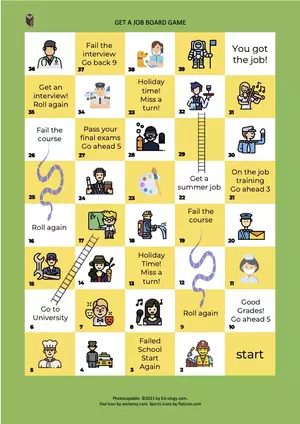 GET A JOB BOARD GAME
36
Fail the
interview
Go back 9
37
38
39
You got
the job!
Get an
interview!
Roll again
35
34
Holiday
time!
Miss a
turn!
33
32
31
Fail the
course
26
Pass your
final exams
Go ahead 5
27
28
29
25
24
23
Get a
summer job
22
On the job
training
Go ahead 3
21
Roll again
16
17
18
Fail the
course
19
20
15
14
Holiday
Time!
Miss a
turn!
13
12
11
Go to
University
6
7
8
Roll again
9
Good
Grades!
Go ahead 5
10
5
4
Failed
School
Start
Again
3
2
start
Photocopiable ©2021 by Esl-ology.com.
Owl Icon by vecteezy.com. Sports Icons by flaticon.com.